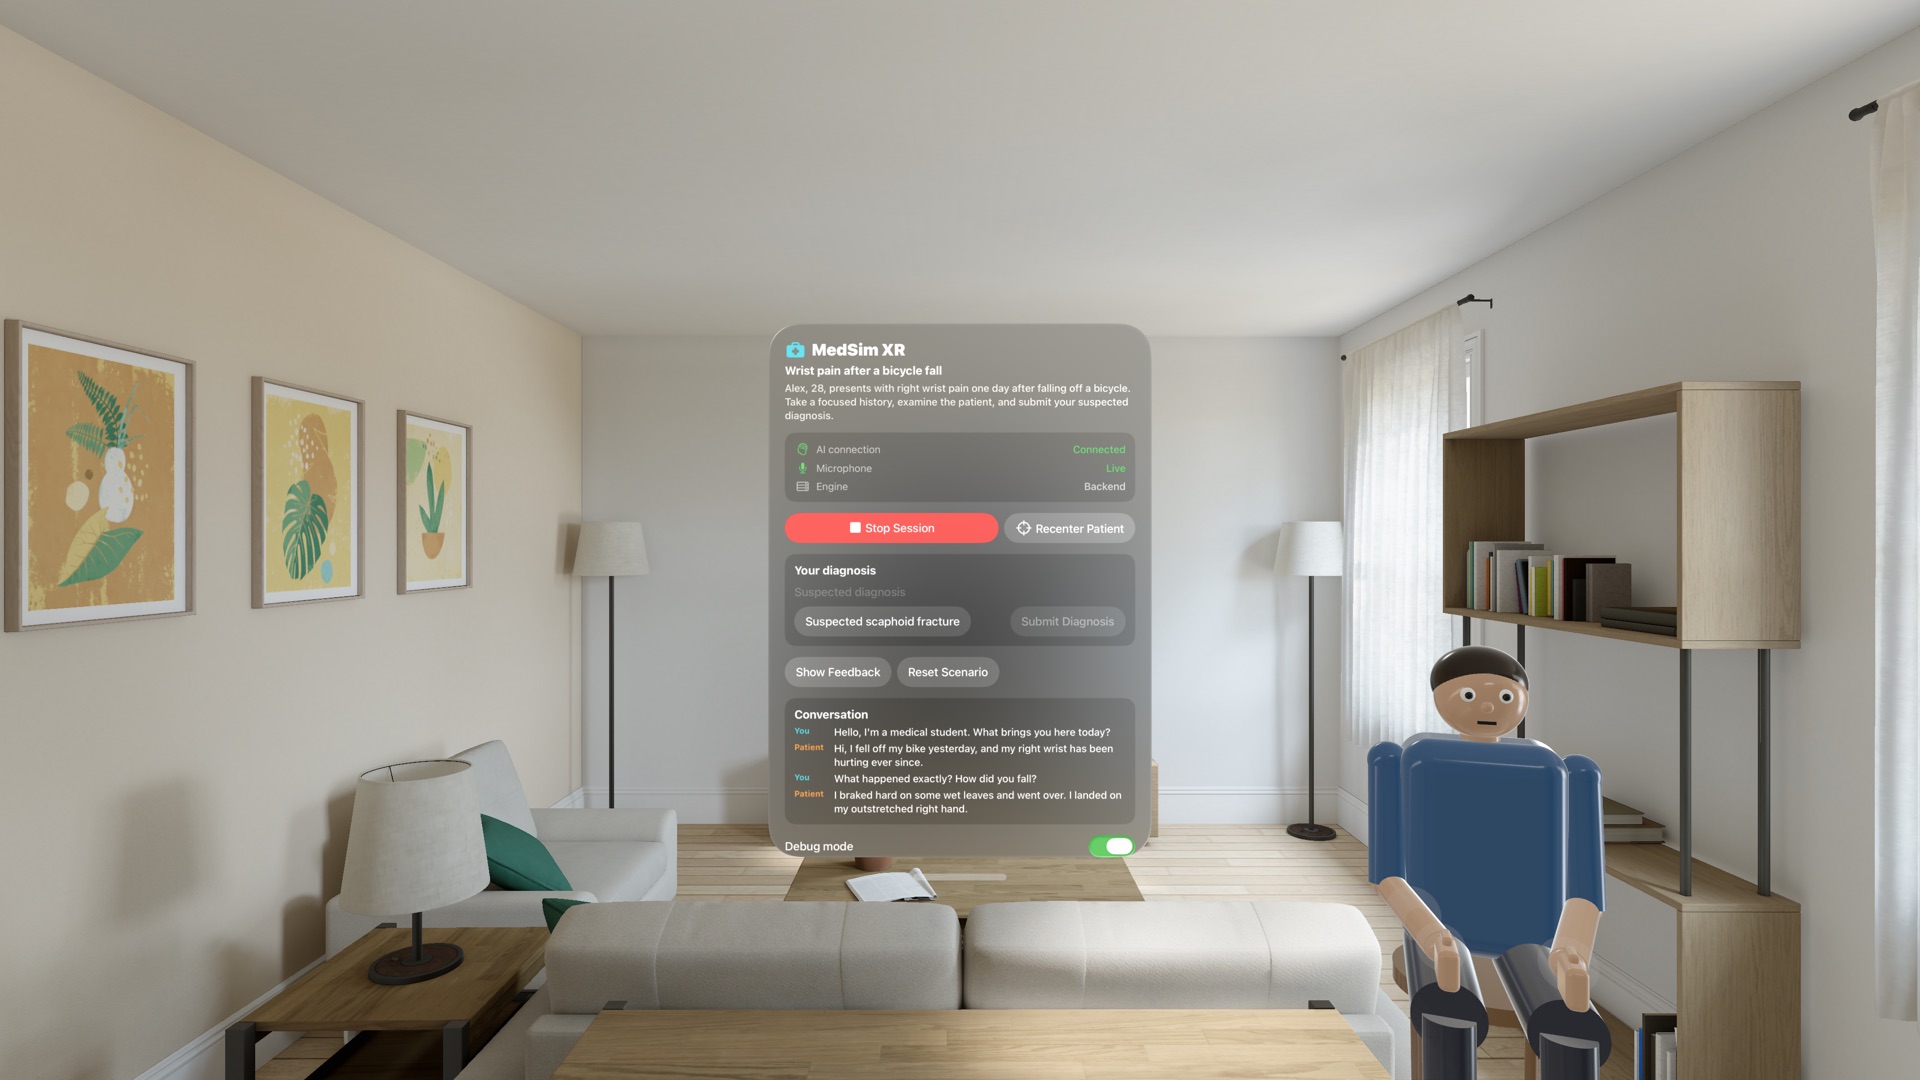 MedSim XR
Wrist pain after a bicycle fall
Alex, 28, presents with right wrist pain one day after falling off a bicycle.
Take a focused history, examine the patient, and submit your suspected
diagnosis.
AI connection Connected
Microphone Live
Engine Backend
Stop Session Recenter Patient
Your diagnosis
Suspected diagnosis
Suspected scaphoid fracture Submit Diagnosis
Show Feedback Reset Scenario
Conversation
You Hello, I'm a medical student. What brings you here today?
Patient Hi, I fell off my bike yesterday, and my right wrist has been
hurting ever since.
You What happened exactly? How did you fall?
Patient I braked hard on some wet leaves and went over. I landed on
my outstretched right hand.
Debug mode